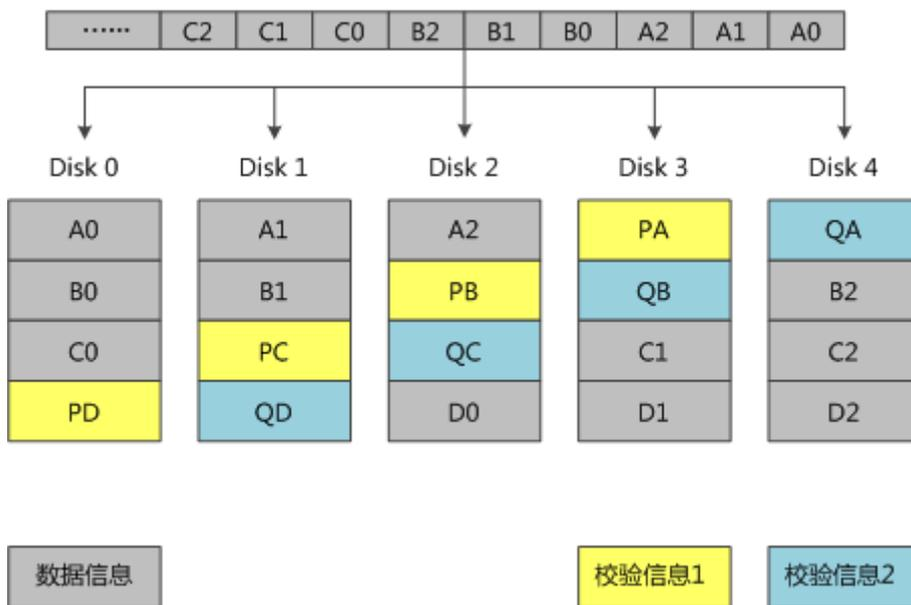 …… C2 C1 C0 B2 B1 B0 A2 A1 A0
Disk 0 Disk 1 Disk 2 Disk 3 Disk 4
A0 A1 A2 PA QA
B0 B1 PB QB B2
C0 PC QC C1 C2
PD QD D0 D1 D2
数据信息 校验信息1 校验信息2